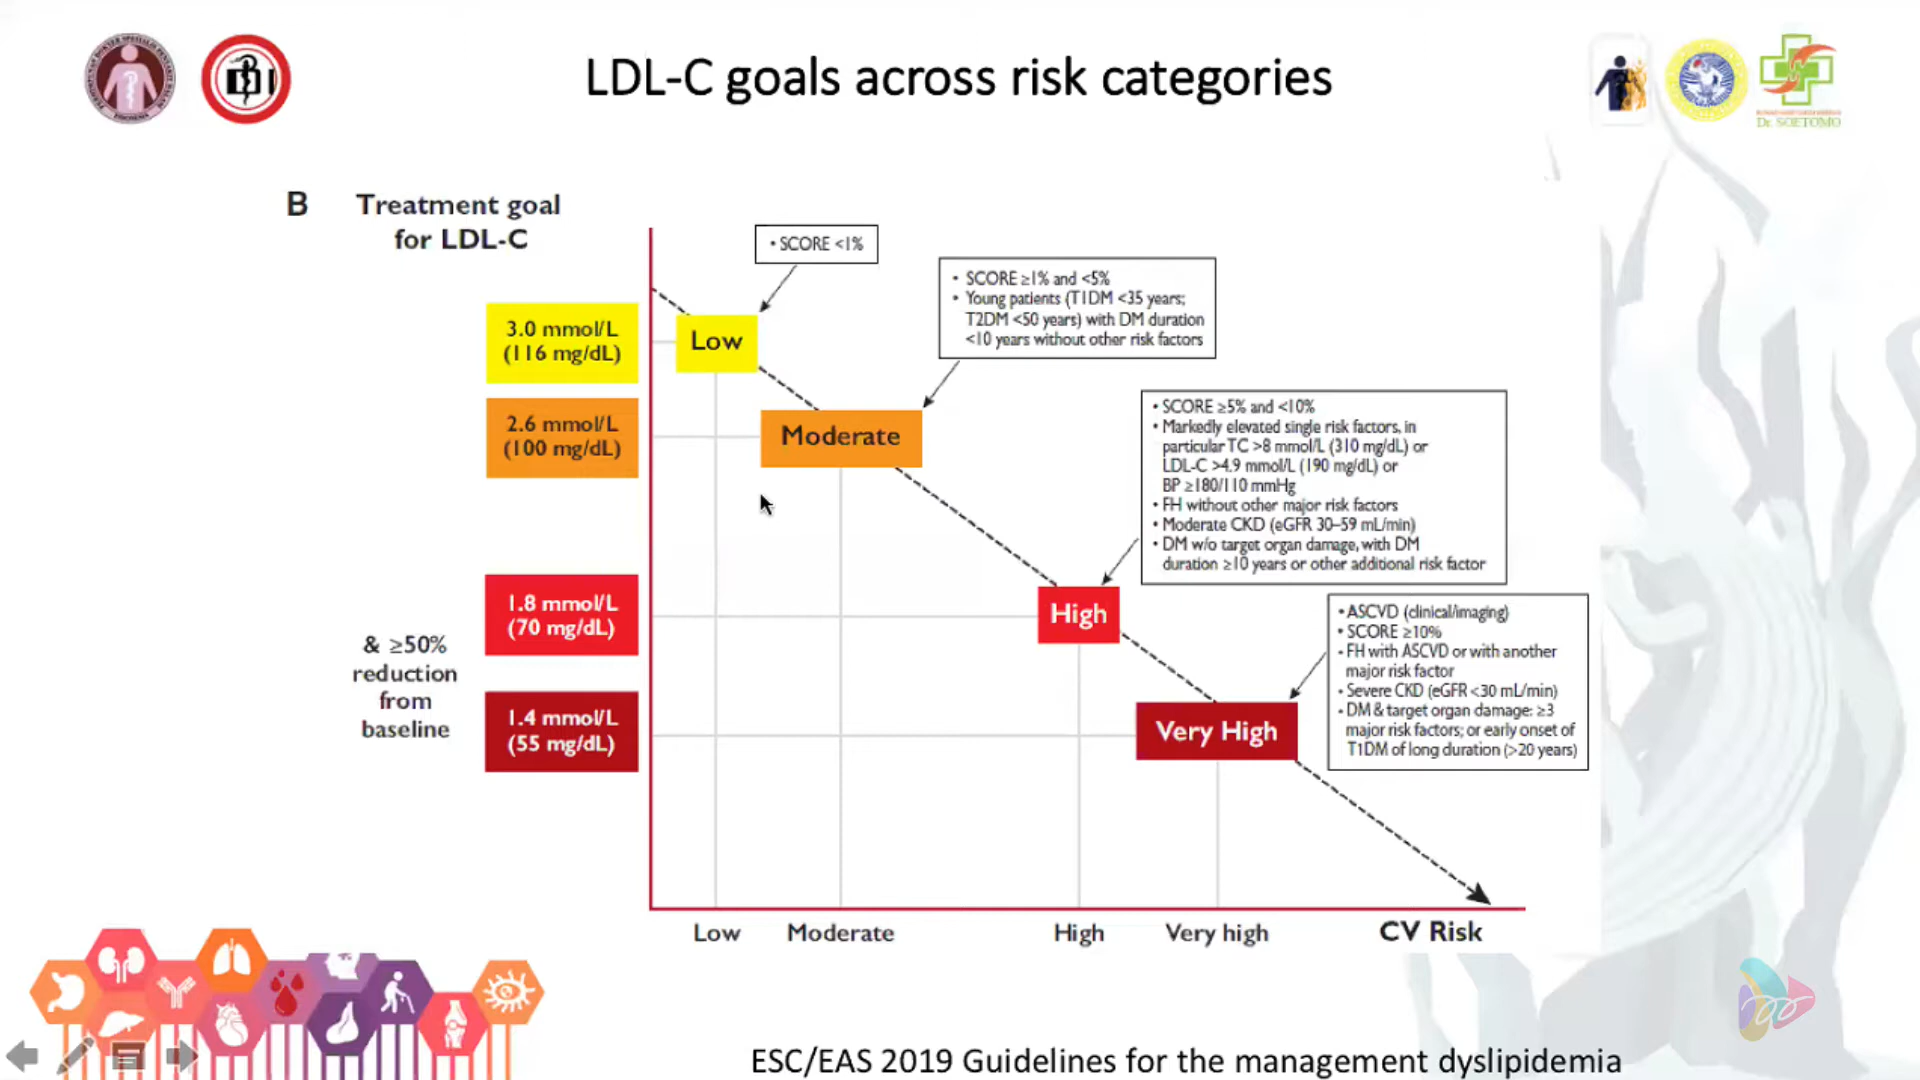 LDL-C goals across risk categories
Dr. SOETOMO
B
Treatment goal
for LDL-C
3.0 mmol/L
(116 mg/dL)
2.6 mmol/L
(100 mg/dL)
1.8 mmol/L
(70 mg/dL)
1.4 mmol/L
(55 mg/dL)
& ≥50%
reduction
from
baseline
• SCORE <1%
Low
• SCORE ≥1% and <5%
• Young patients (T1DM <35 years;
T2DM <50 years) with DM duration
<10 years without other risk factors
Moderate
• SCORE ≥5% and <10%
• Markedly elevated single risk factors, in
particular TC >8 mmol/L (310 mg/dL) or
LDL-C >4.9 mmol/L (190 mg/dL) or
BP ≥180/110 mmHg
• FH without other major risk factors
• Moderate CKD (eGFR 30–59 mL/min)
• DM w/o target organ damage, with DM
duration ≥10 years or other additional risk factor
High
• ASCVD (clinical/imaging)
• SCORE ≥10%
• FH with ASCVD or with another
major risk factor
• Severe CKD (eGFR <30 mL/min)
• DM & target organ damage: ≥3
major risk factors; or early onset of
T1DM of long duration (>20 years)
Very High
Low
Moderate
High
Very high
CV Risk
ESC/EAS 2019 Guidelines for the management dyslipidemia